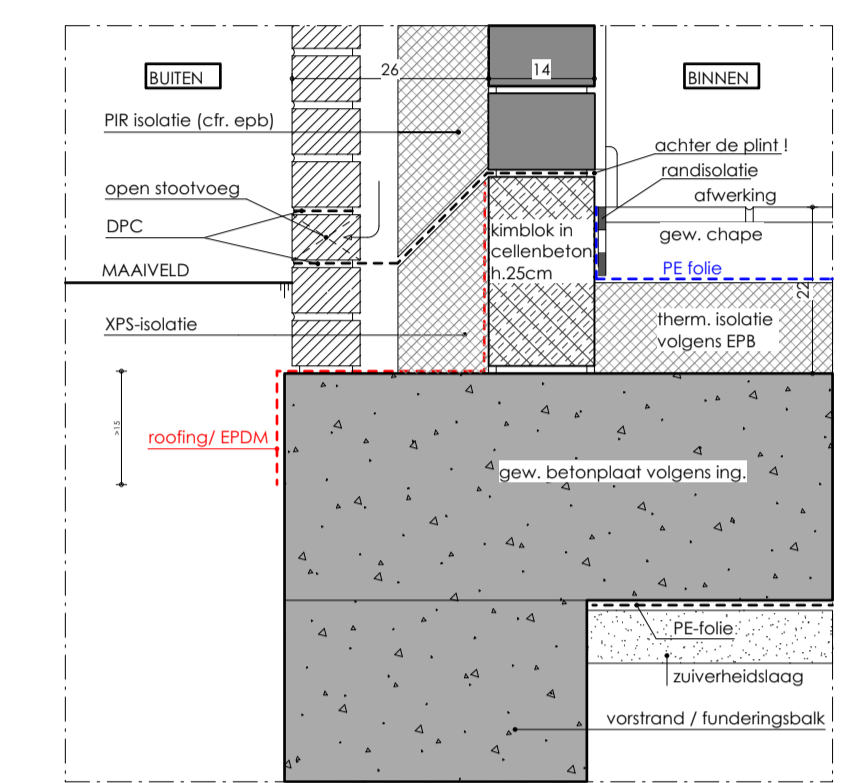 BUITEN
26
14
BINNEN
PIR isolatie (cfr. epb)
achter de plint !
randisolatie
afwerking
open stootvoeg
DPC
kimblok in
cellenbeton
h.25cm
gew. chape
MAAIVELD
PE folie
22
XPS-isolatie
therm. isolatie
volgens EPB
>15
roofing/ EPDM
gew. betonplaat volgens ing.
PE-folie
zuiverheidslaag
vorstrand / funderingsbalk